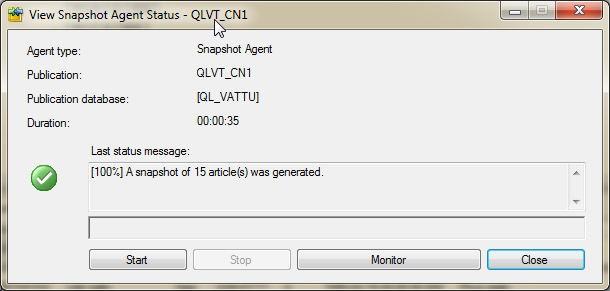 View Snapshot Agent Status - QLVT_CN1
Agent type: Snapshot Agent
Publication: QLVT_CN1
Publication database: [QL_VATTU]
Duration: 00:00:35
Last status message:
[100%] A snapshot of 15 article(s) was generated.
Start Stop Monitor Close